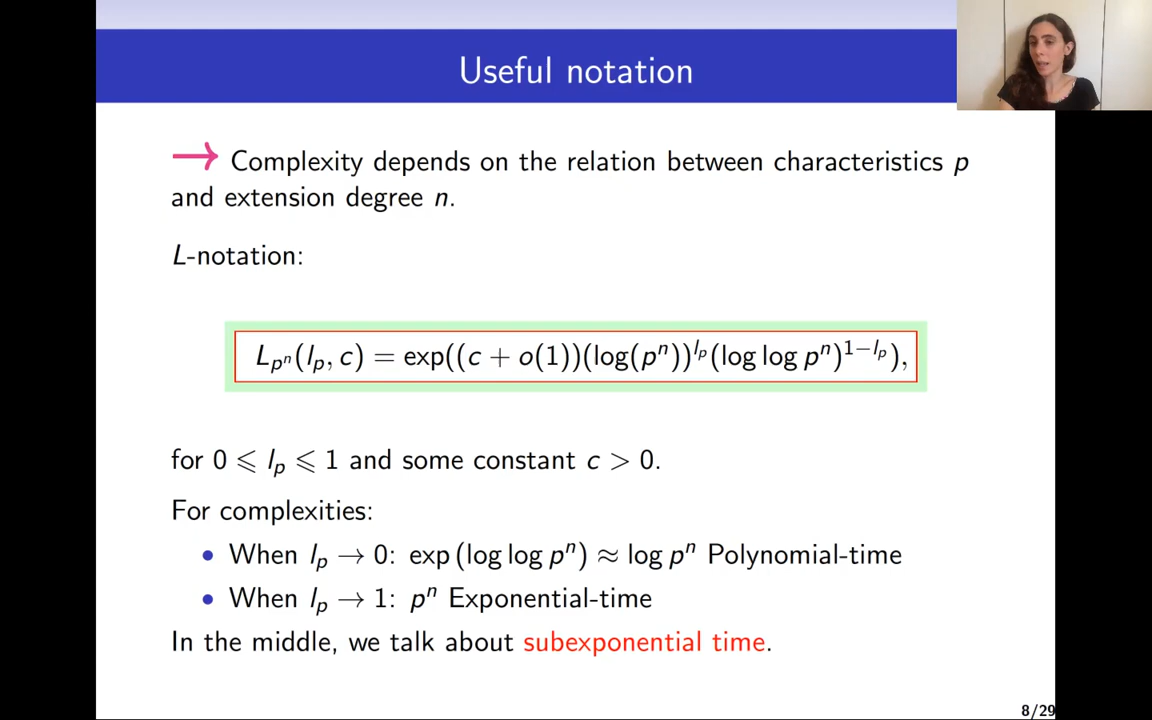 Useful notation
→ Complexity depends on the relation between characteristics p
and extension degree n.
L-notation:
L_{p^n}(l_p, c) = exp((c + o(1))(log(p^n))^{l_p}(log log p^n)^{1−l_p}),
for 0 ⩽ l_p ⩽ 1 and some constant c > 0.
For complexities:
• When l_p → 0: exp (log log p^n) ≈ log p^n Polynomial-time
• When l_p → 1: p^n Exponential-time
In the middle, we talk about subexponential time.
8/29